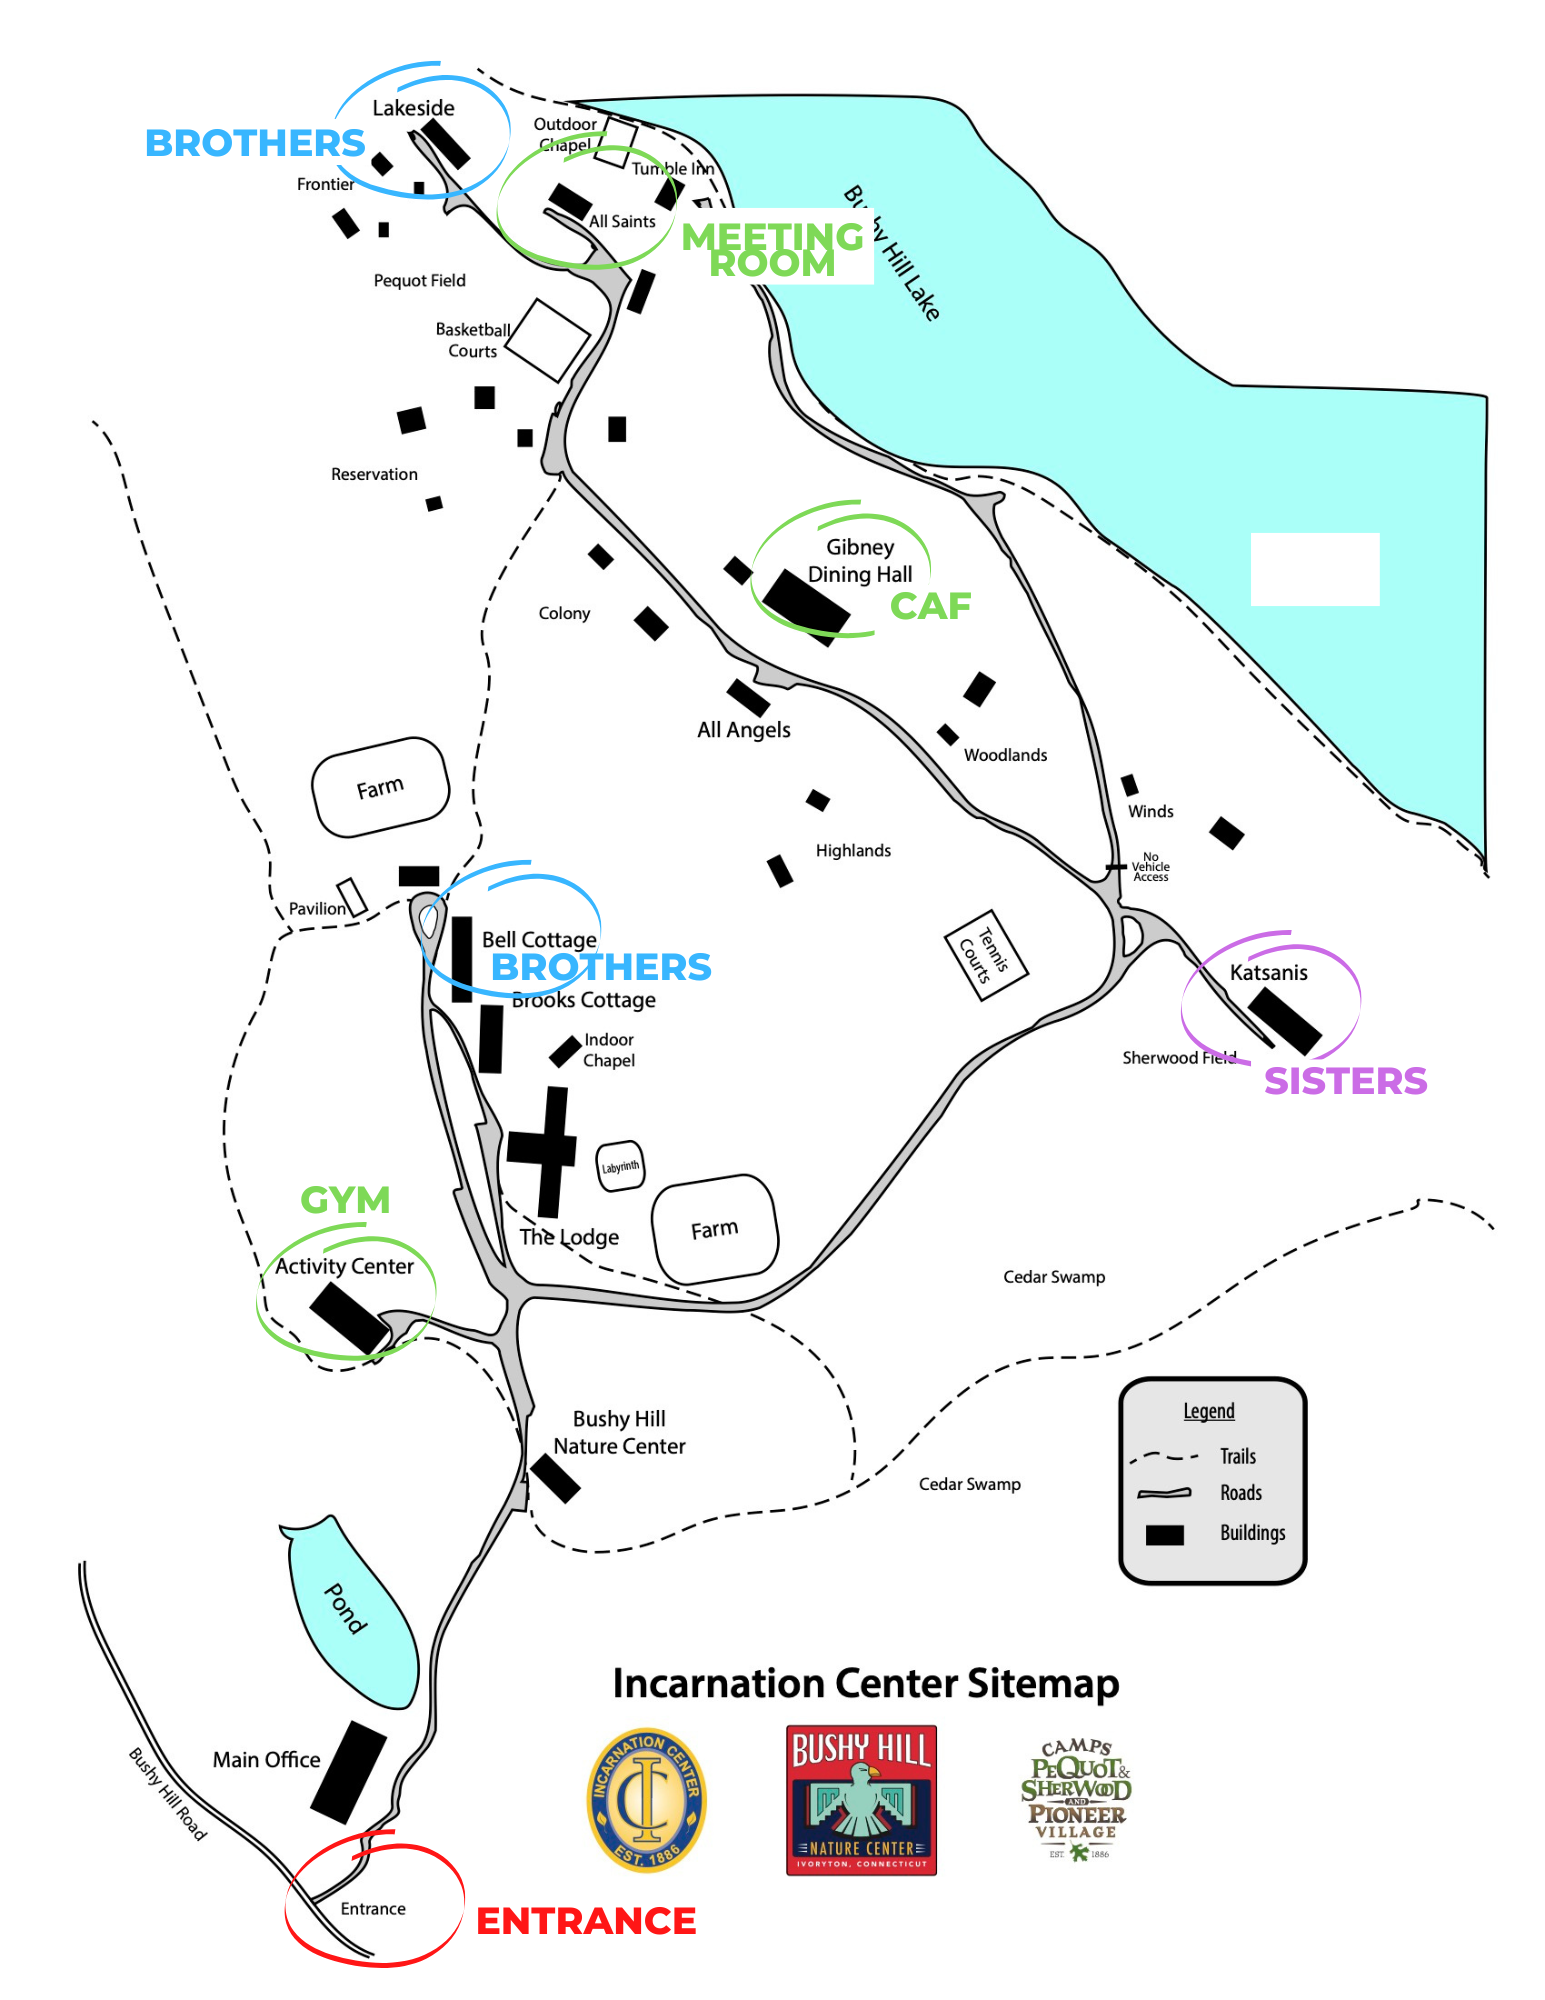 Lakeside
BROTHERS
Frontier
Outdoor
Chapel
Tumble Inn
All Saints
MEETING
ROOM
Bushy Hill Lake
Pequot Field
Basketball
Courts
Reservation
Gibney
Dining Hall
CAF
Colony
All Angels
Woodlands
Farm
Winds
Highlands
No
Vehicle
Access
Pavilion
Bell Cottage
BROTHERS
Brooks Cottage
Tennis
Courts
Katsanis
Indoor
Chapel
Sherwood Field
SISTERS
Labyrinth
GYM
The Lodge
Farm
Activity Center
Cedar Swamp
Bushy Hill
Nature Center
Cedar Swamp
Legend
Trails
Roads
Buildings
Pond
Main Office
Bushy Hill Road
Entrance
ENTRANCE
Incarnation Center Sitemap
INCARNATION CENTER
IC
EST. 1886
BUSHY HILL
NATURE CENTER
IVORYTON, CONNECTICUT
CAMPS
PEQUOT &
SHERWOOD
AND
PIONEER
VILLAGE
EST. 1886